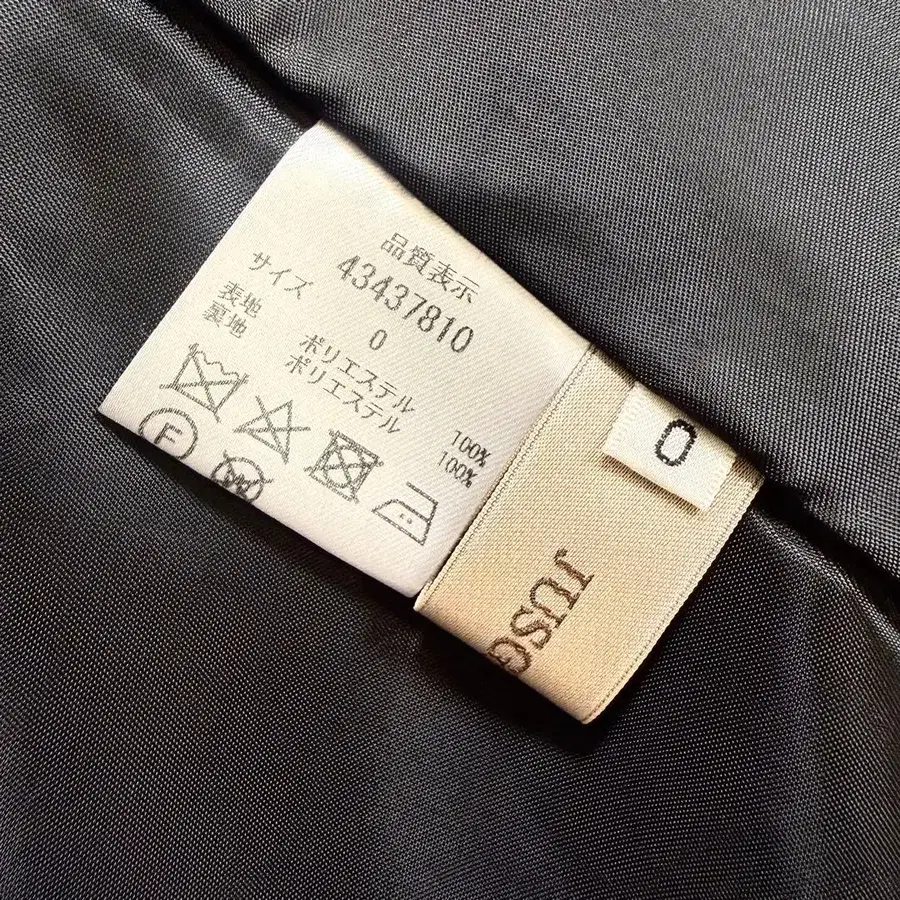 品質表示
43437810
サイズ 0
表地 ポリエステル 100%
裏地 ポリエステル 100%
F
W
0
JUSG